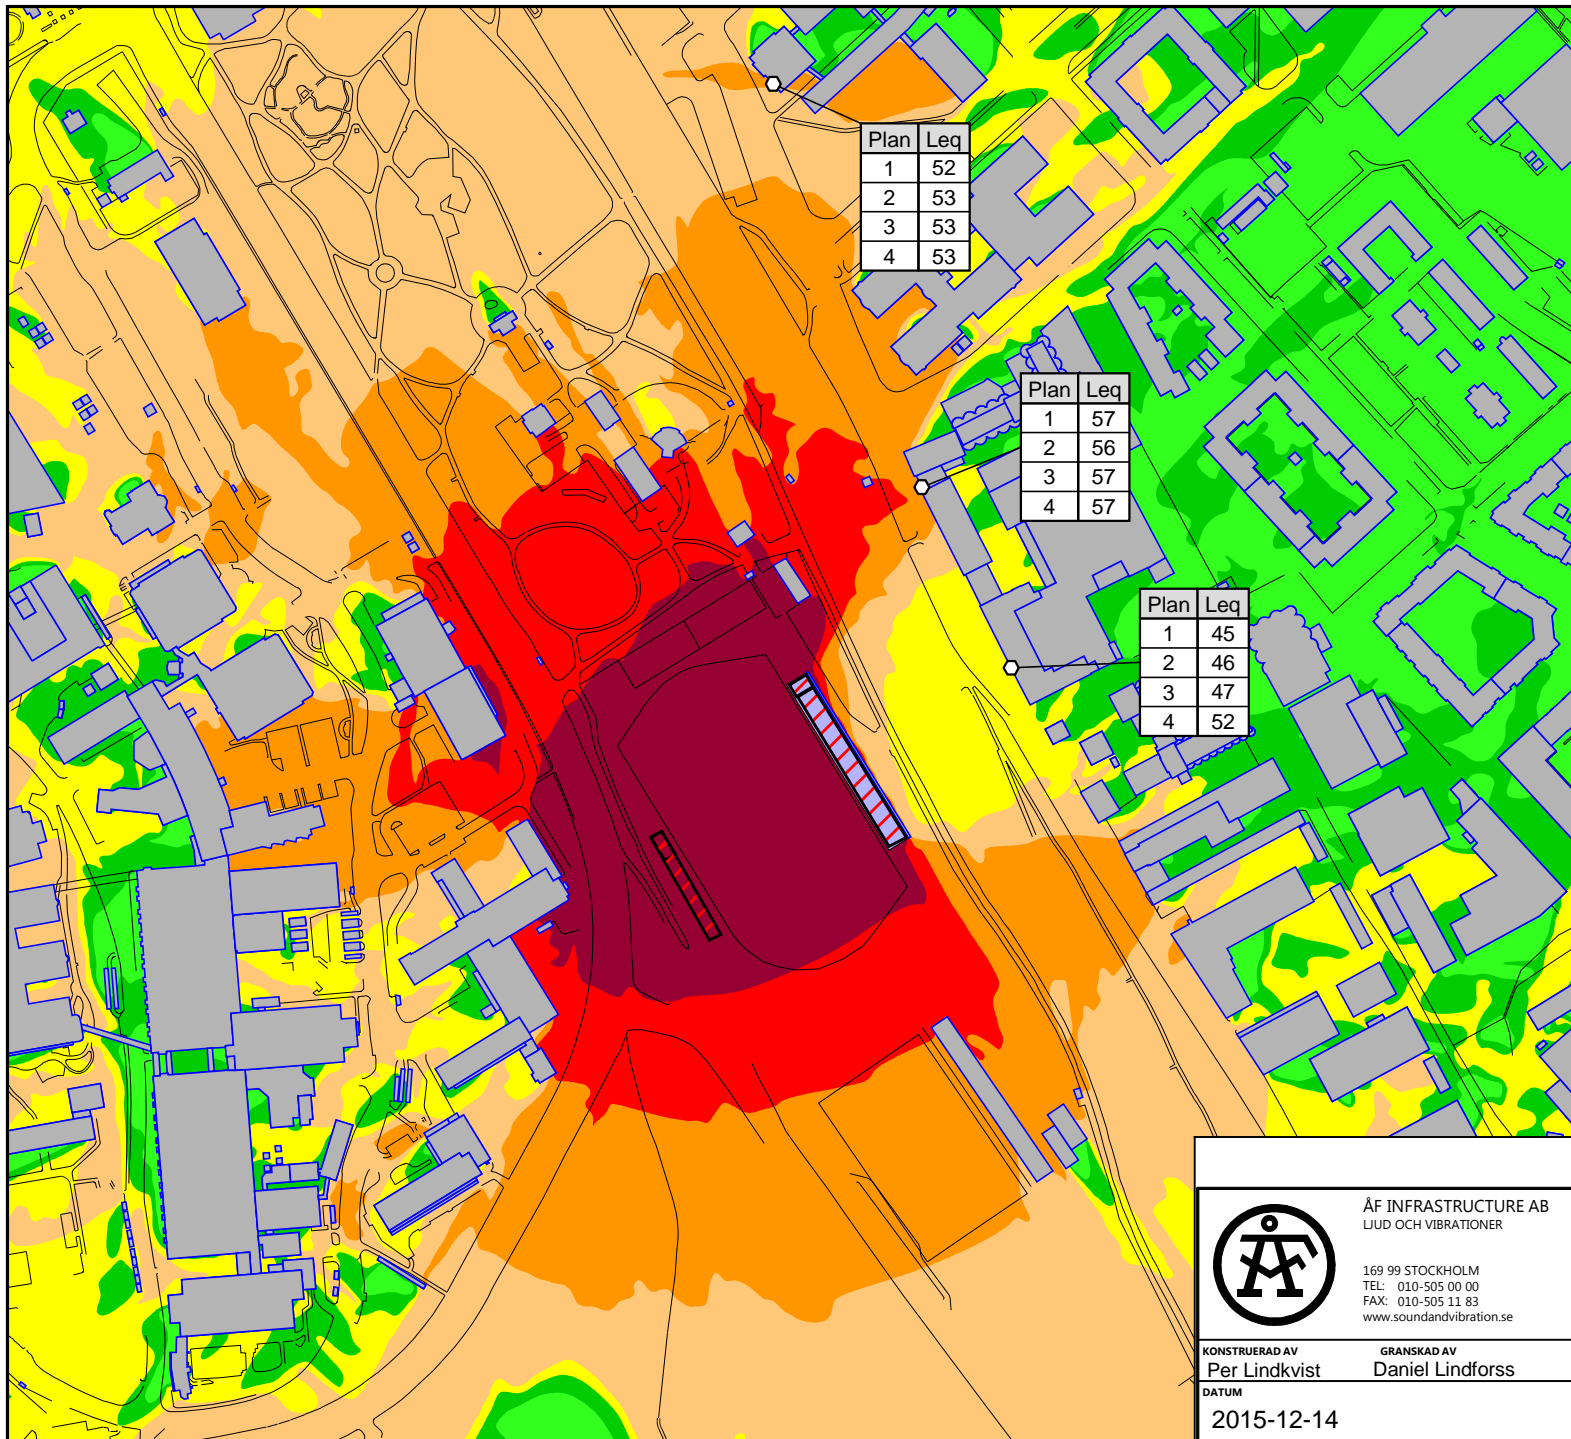 Plan Leq
1 52
2 53
3 53
4 53
Plan Leq
1 57
2 56
3 57
4 57
Plan Leq
1 45
2 46
3 47
4 52
ÅF
ÅF INFRASTRUCTURE AB
LJUD OCH VIBRATIONER
169 99 STOCKHOLM
TEL: 010-505 00 00
FAX: 010-505 11 83
www.soundandvibration.se
KONSTRUERAD AV GRANSKAD AV
Per Lindkvist Daniel Lindforss
DATUM
2015-12-14